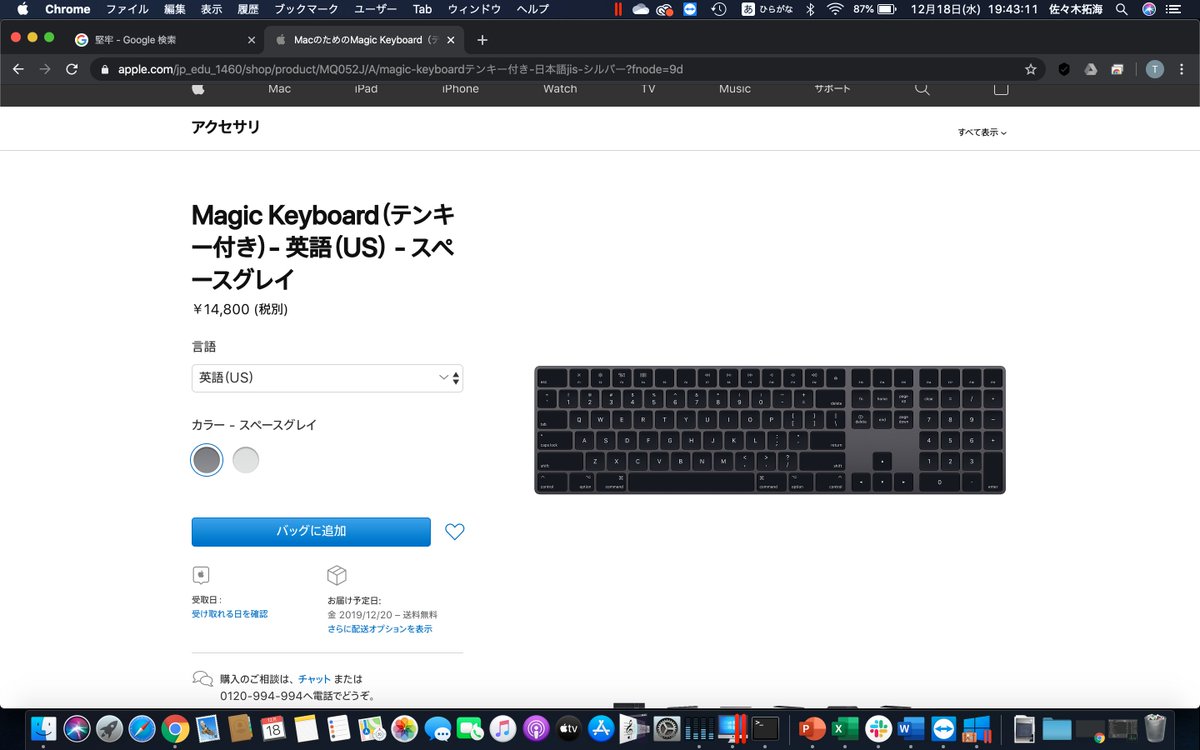 Chrome ファイル 編集 表示 履歴 ブックマーク ユーザー Tab ウィンドウ ヘルプ あ ひらがな 87% 12月18日(水) 19:43:11 佐々木拓海
堅牢 - Google 検索 MacのためのMagic Keyboard（テ
apple.com/jp_edu_1460/shop/product/MQ052J/A/magic-keyboardテンキー付き-日本語jis-シルバー?fnode=9d T
Mac iPad iPhone Watch TV Music サポート
アクセサリ
すべて表示
Magic Keyboard（テンキ
ー付き）- 英語（US） - スペ
ースグレイ
￥14,800 (税別)
言語
英語（US）
カラー - スペースグレイ
バッグに追加
受取日：
受け取れる日を確認
お届け予定日:
金 2019/12/20 – 送料無料
さらに配送オプションを表示
購入のご相談は、チャット または
0120-994-994へ電話でどうぞ。